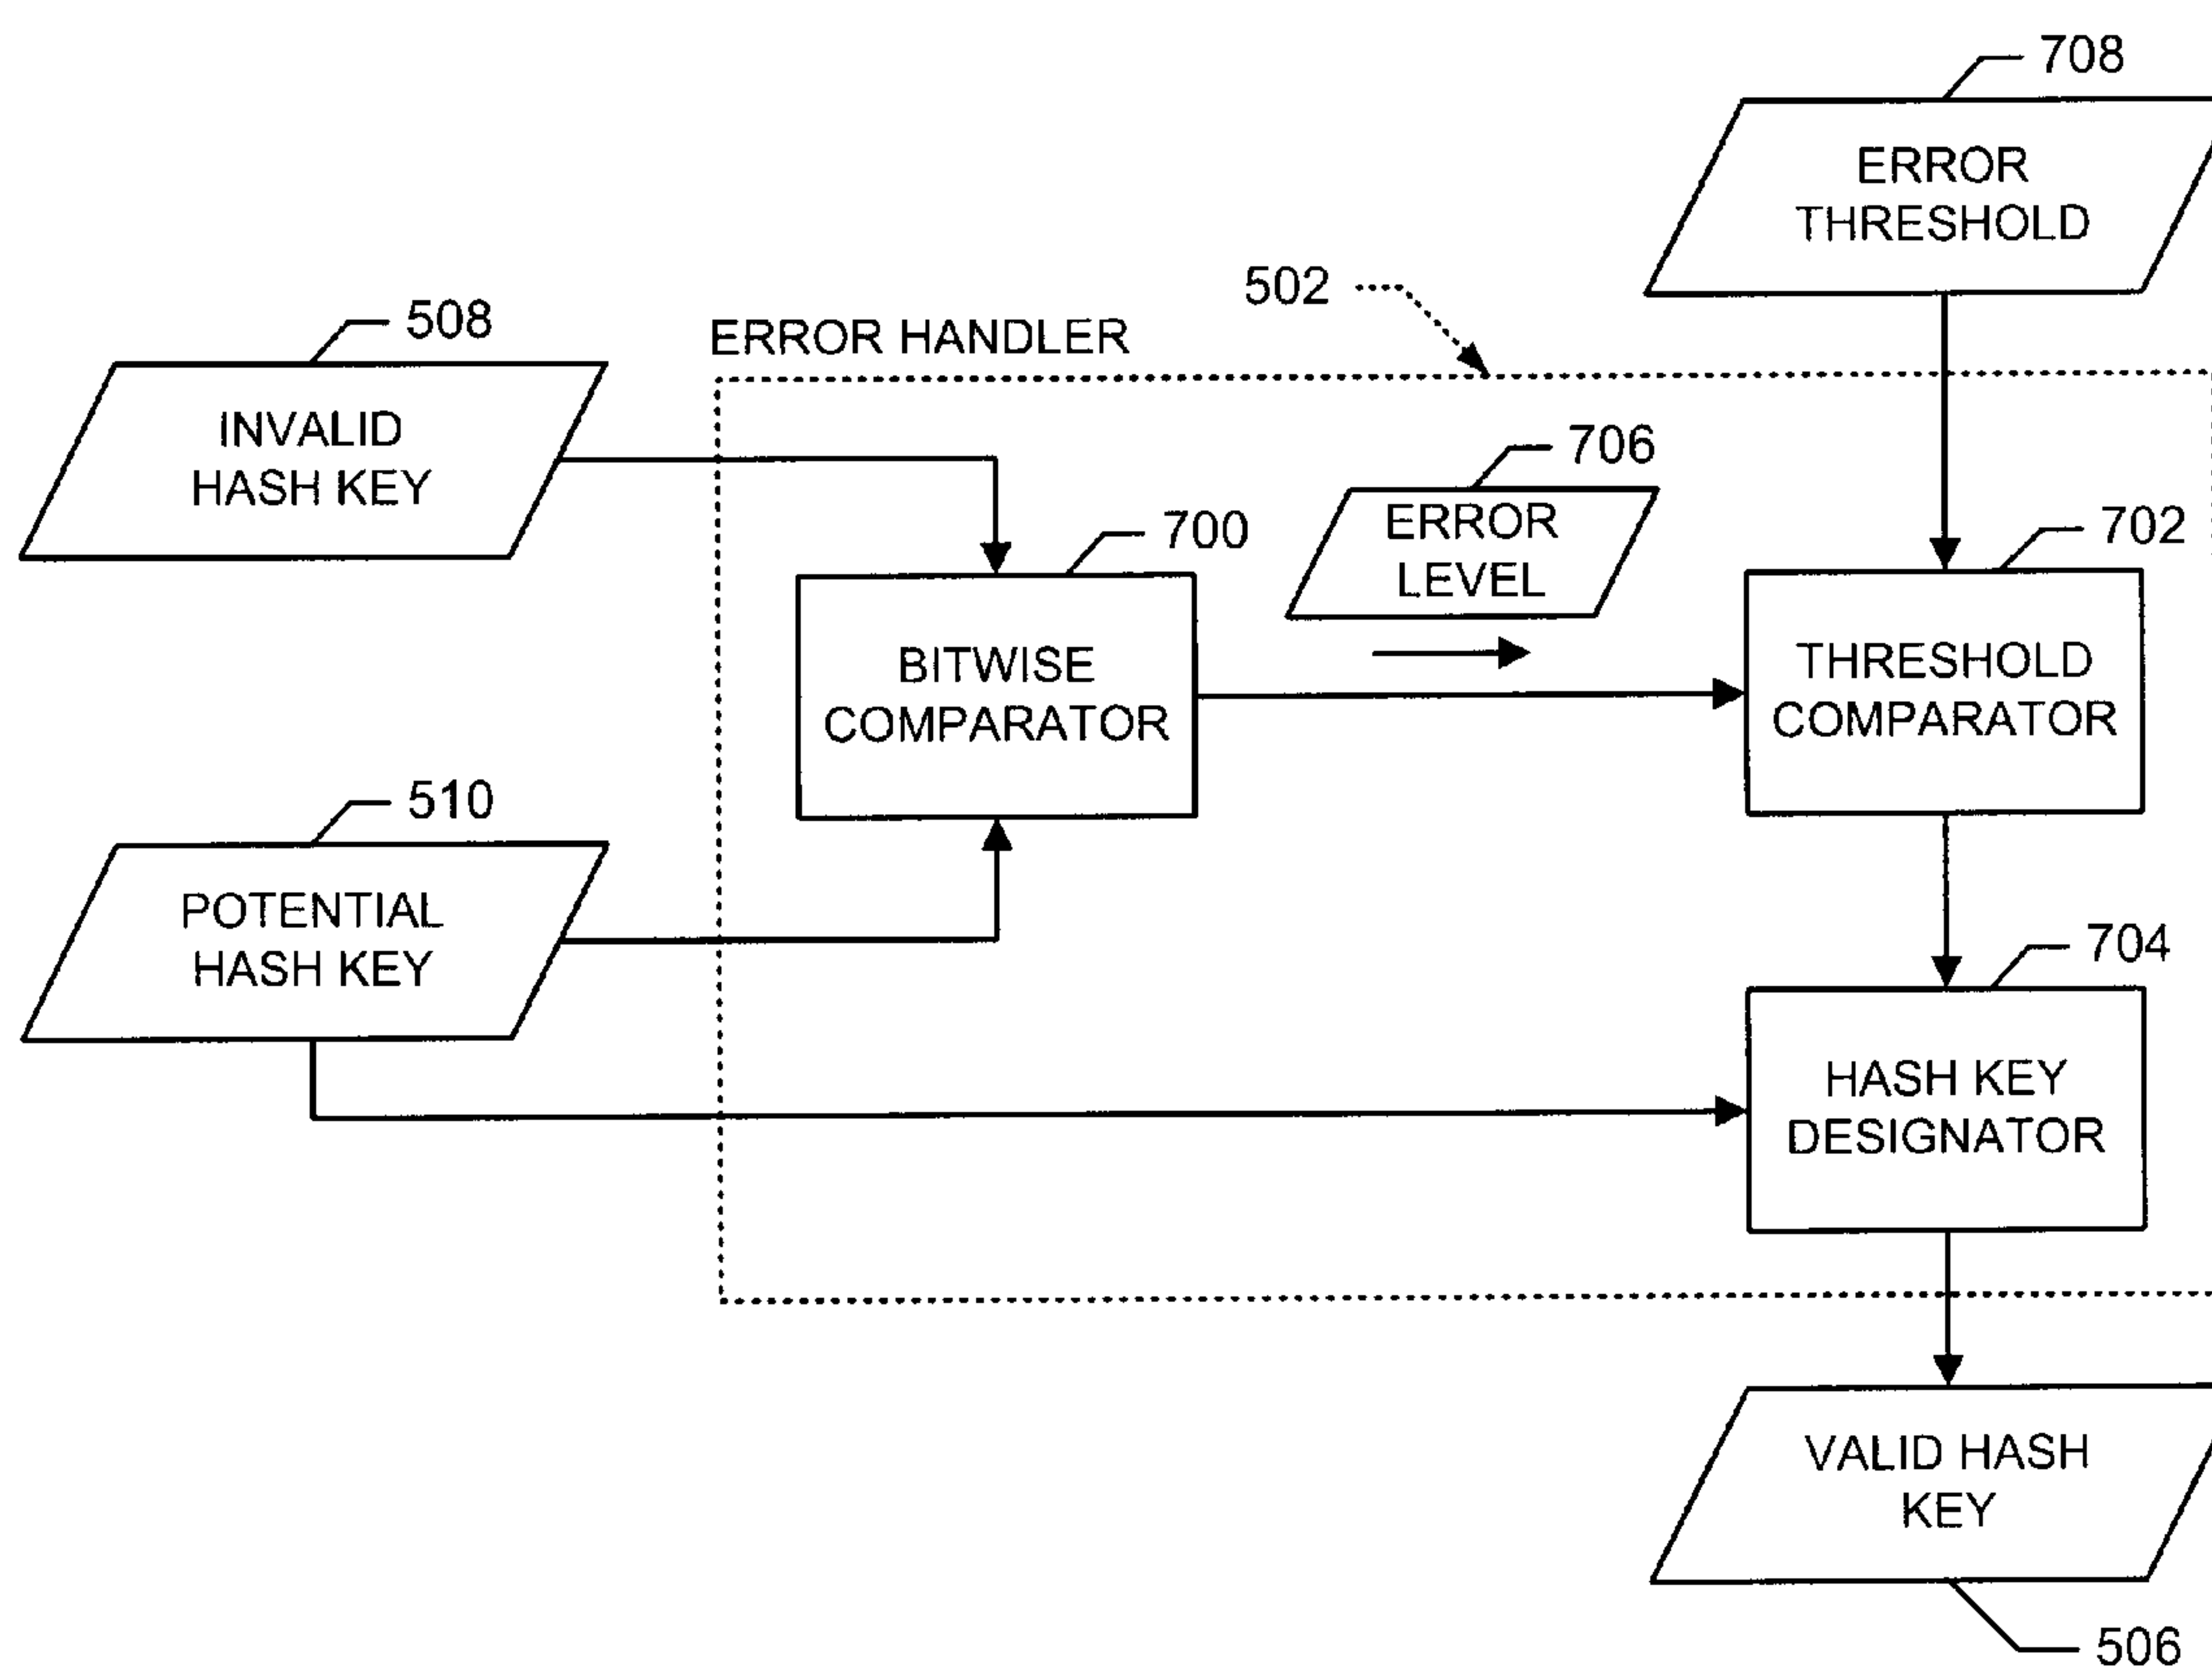 708
ERROR
THRESHOLD
502
508
ERROR HANDLER
INVALID
HASH KEY
706
ERROR
LEVEL
700
702
BITWISE
COMPARATOR
THRESHOLD
COMPARATOR
510
POTENTIAL
HASH KEY
704
HASH KEY
DESIGNATOR
VALID HASH
KEY
506